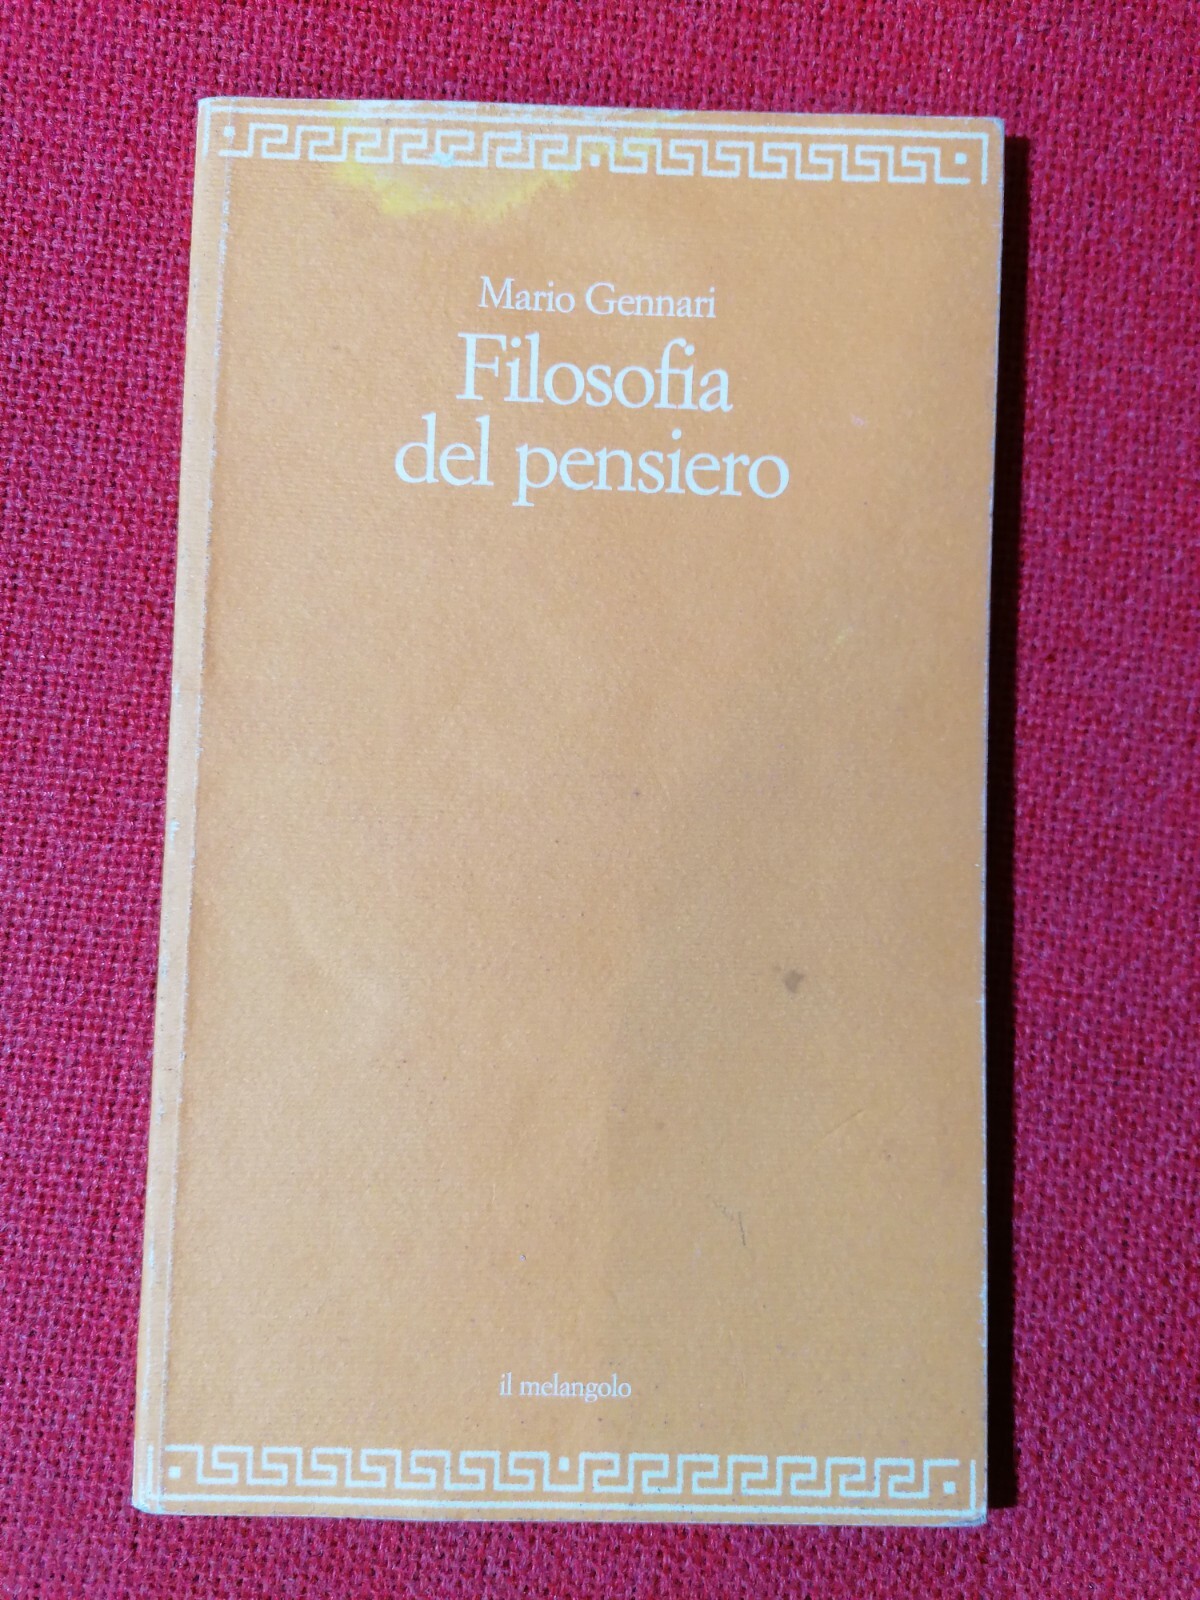 Mario Gennari
Filosofia
del pensiero
il melangolo